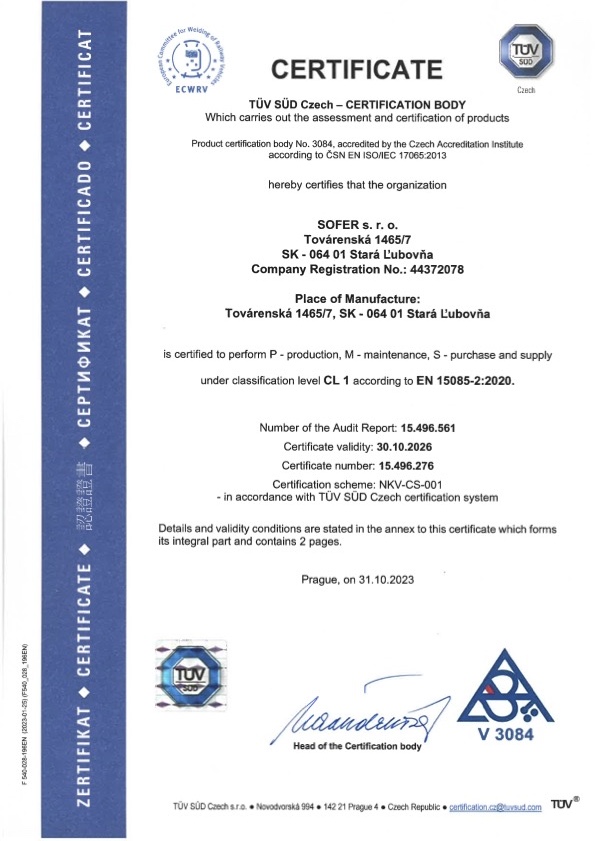 European Committee for Welding of Railway Vehicles
ECWRV
TÜV
SÜD
Czech
CERTIFICATE
TÜV SÜD Czech – CERTIFICATION BODY
Which carries out the assessment and certification of products
Product certification body No. 3084, accredited by the Czech Accreditation Institute
according to ČSN EN ISO/IEC 17065:2013
hereby certifies that the organization
SOFER s. r. o.
Továrenská 1465/7
SK - 064 01 Stará Ľubovňa
Company Registration No.: 44372078
Place of Manufacture:
Továrenská 1465/7, SK - 064 01 Stará Ľubovňa
is certified to perform P - production, M - maintenance, S - purchase and supply
under classification level CL 1 according to EN 15085-2:2020.
Number of the Audit Report: 15.496.561
Certificate validity: 30.10.2026
Certificate number: 15.496.276
Certification scheme: NKV-CS-001
- in accordance with TÜV SÜD Czech certification system
Details and validity conditions are stated in the annex to this certificate which forms
its integral part and contains 2 pages.
Prague, on 31.10.2023
TÜV
SÜD
Head of the Certification body
V 3084
TÜV SÜD Czech s.r.o. ● Novodvorská 994 ● 142 21 Prague 4 ● Czech Republic ● certification.cz@tuvsud.com TÜV®
ZERTIFIKAT ◆ CERTIFICATE ◆ 認證證書 ◆ СЕРТИФИКАТ ◆ CERTIFICADO ◆ CERTIFICAT
F 540-028-196EN (2023-01-25) (F540_028_196EN)